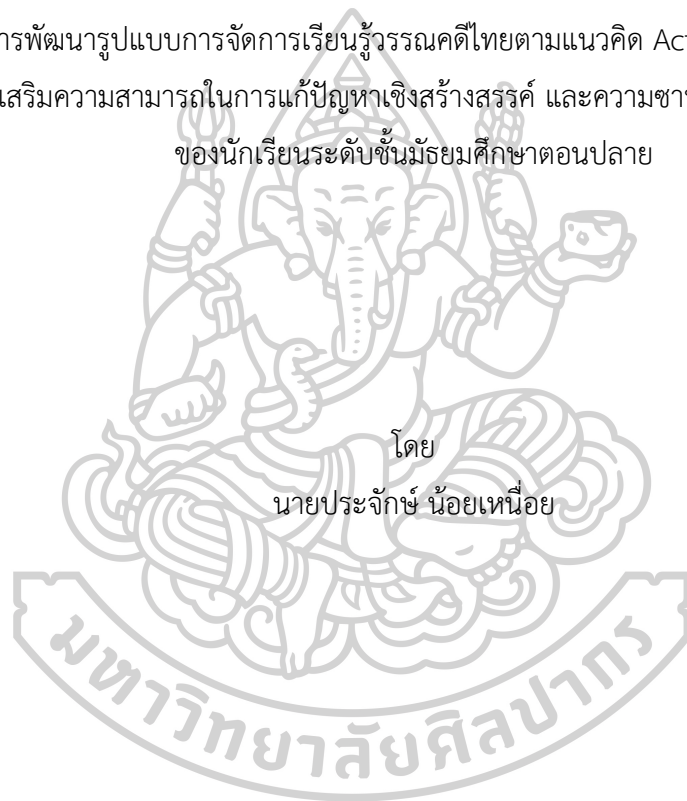 การพัฒนารูปแบบการจัดการเรียนรู้วรรณคดีไทยตามแนวคิด
เสริมความสามารถในการแก้ปัญหาเชิงสร้างสรรค์ และ
ของนักเรียนระดับชั้นมัธยมศึกษาตอนปลาย
โดย
นายประจักษ์ น้อยเหนื่อย
มหาวิทยาลัยศิลปากร